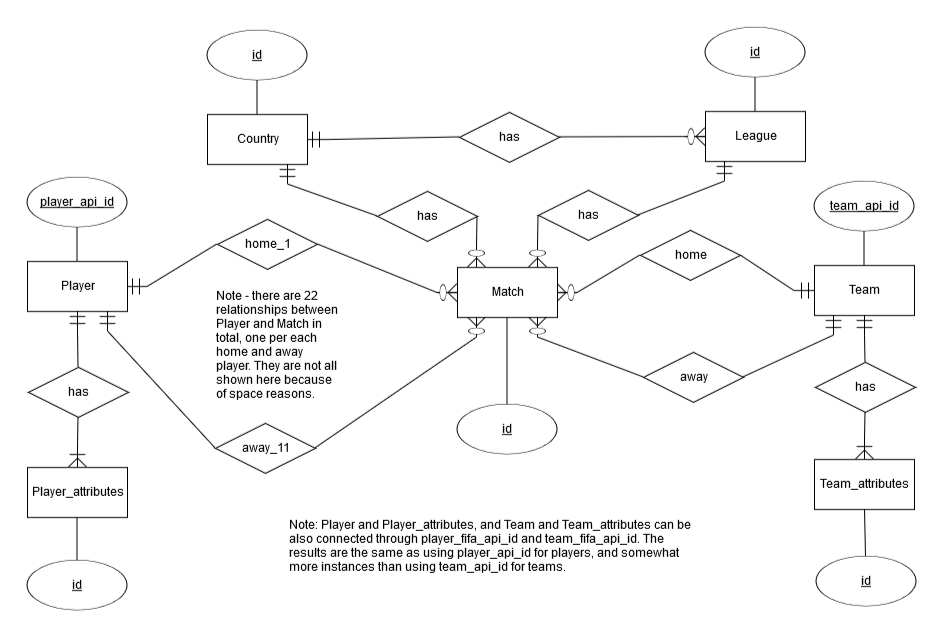 id
id
Country
has
League
player_api_id
team_api_id
has
has
home_1
home
Player
Match
Team
Note - there are 22
relationships between
Player and Match in
total, one per each
home and away
player. They are not all
shown here because
of space reasons.
has
away
has
id
away_11
Player_attributes
Team_attributes
Note: Player and Player_attributes, and Team and Team_attributes can be
also connected through player_fifa_api_id and team_fifa_api_id. The
results are the same as using player_api_id for players, and somewhat
more instances than using team_api_id for teams.
id
id